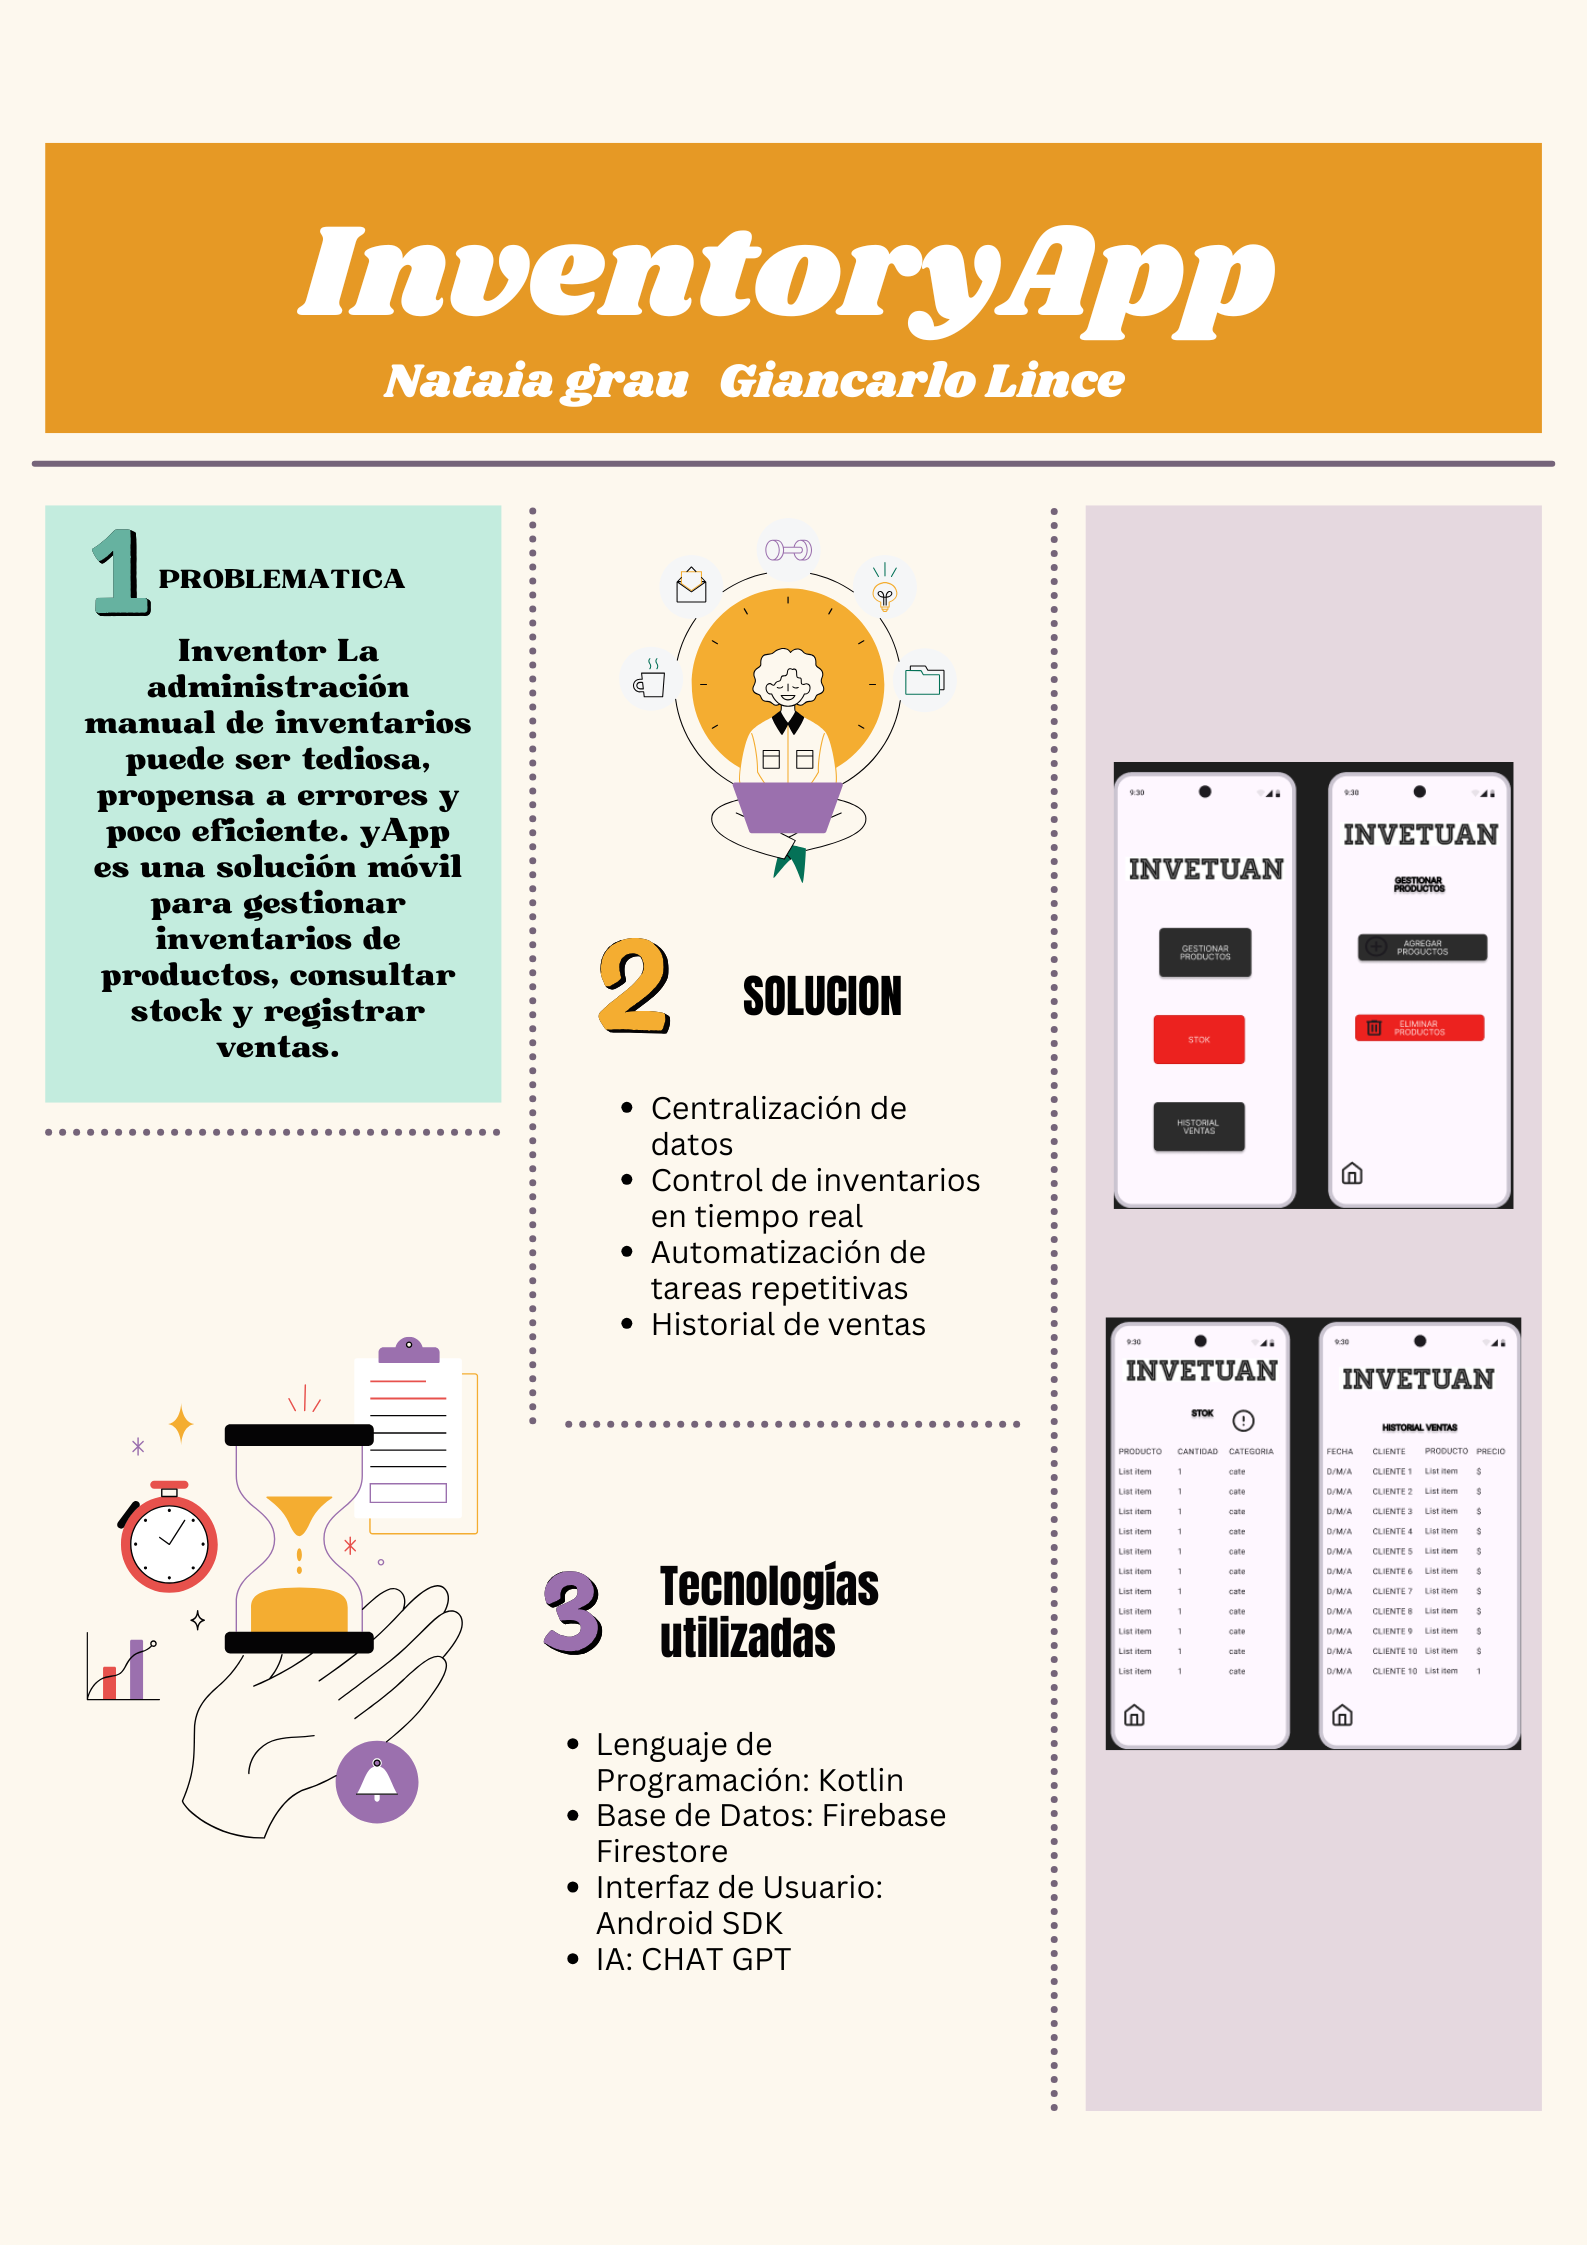 InventoryApp
Nataia grau Giancarlo Lince
1 PROBLEMATICA
Inventor La
administración
manual de inventarios
puede ser tediosa,
propensa a errores y
poco eficiente. yApp
es una solución móvil
para gestionar
inventarios de
productos, consultar
stock y registrar
ventas.
2 SOLUCION
• Centralización de
datos
• Control de inventarios
en tiempo real
• Automatización de
tareas repetitivas
• Historial de ventas
3 Tecnologías
utilizadas
• Lenguaje de
Programación: Kotlin
• Base de Datos: Firebase
Firestore
• Interfaz de Usuario:
Android SDK
• IA: CHAT GPT
9:30
INVETUAN
GESTIONAR
PRODUCTOS
STOK
HISTORIAL
VENTAS
9:30
INVETUAN
GESTIONAR
PRODUCTOS
AGREGAR
PROGUCTOS
ELIMINAR
PRODUCTOS
9:30
INVETUAN
STOK
PRODUCTO CANTIDAD CATEGORIA
List item 1 cate
List item 1 cate
List item 1 cate
List item 1 cate
List item 1 cate
List item 1 cate
List item 1 cate
List item 1 cate
List item 1 cate
List item 1 cate
List item 1 cate
9:30
INVETUAN
HISTORIAL VENTAS
FECHA CLIENTE PRODUCTO PRECIO
D/M/A CLIENTE 1 List item $
D/M/A CLIENTE 2 List item $
D/M/A CLIENTE 3 List item $
D/M/A CLIENTE 4 List item $
D/M/A CLIENTE 5 List item $
D/M/A CLIENTE 6 List item $
D/M/A CLIENTE 7 List item $
D/M/A CLIENTE 8 List item $
D/M/A CLIENTE 9 List item $
D/M/A CLIENTE 10 List item $
D/M/A CLIENTE 10 List item 1